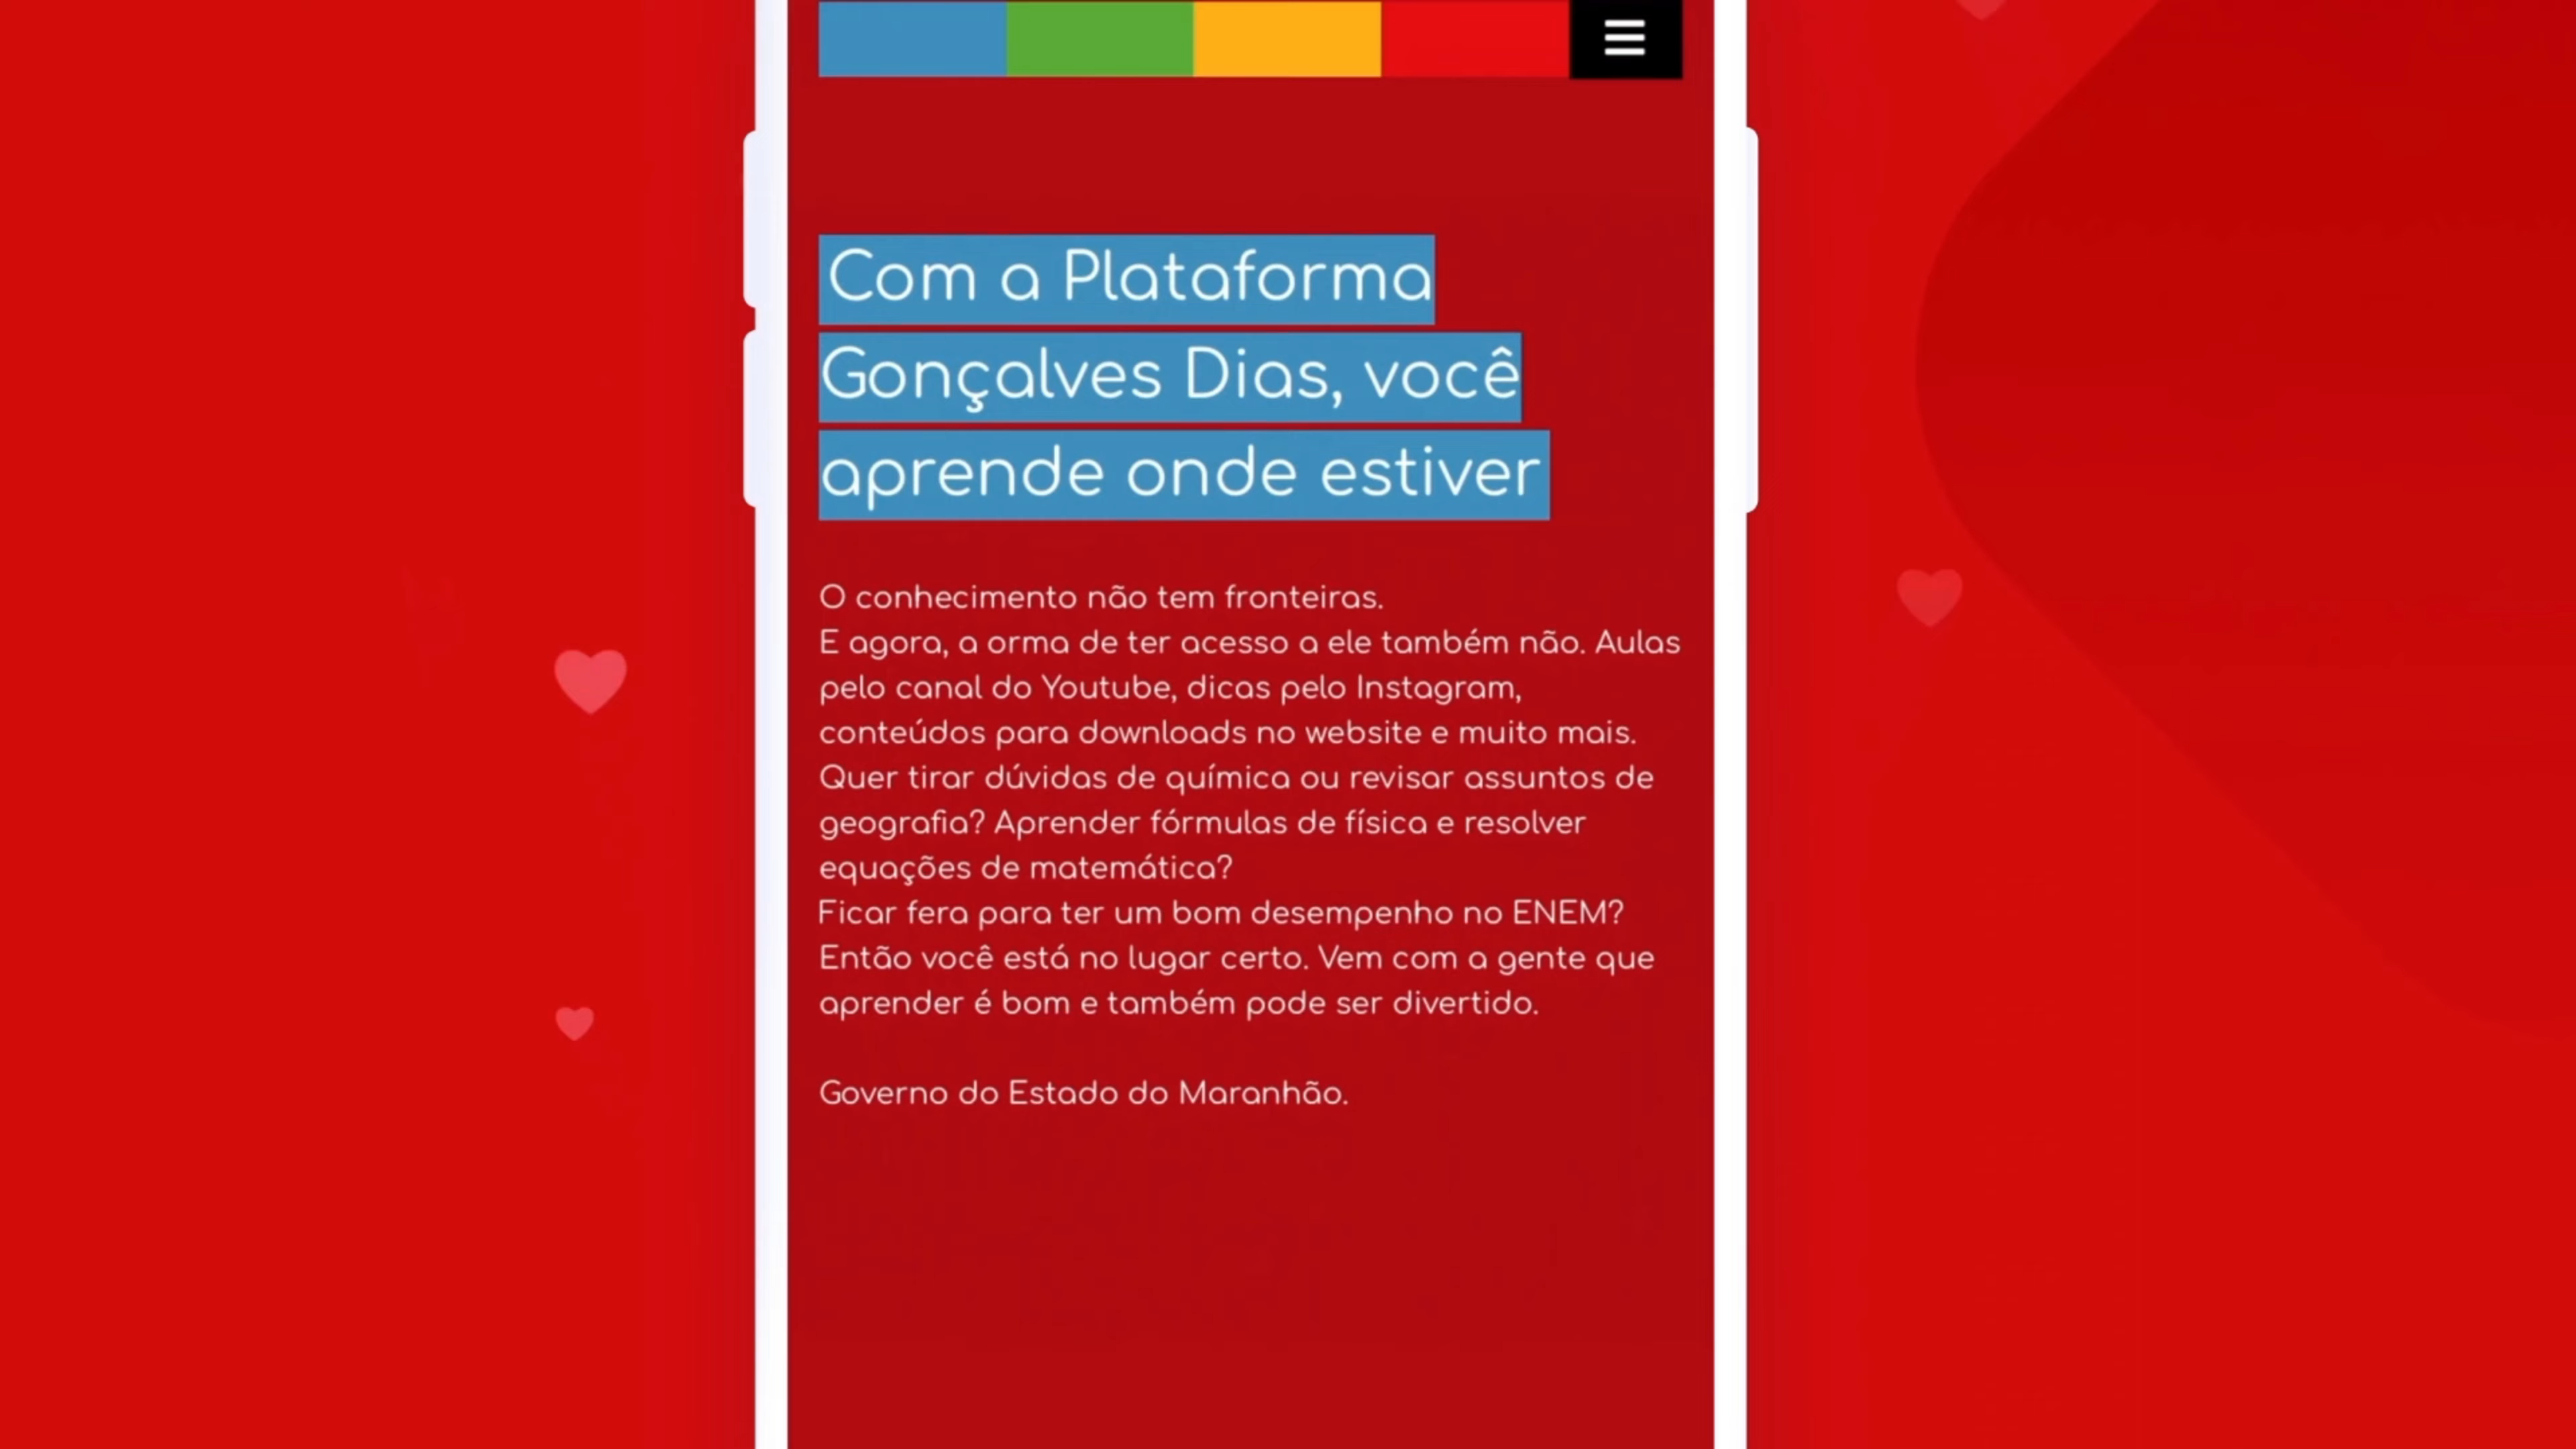 Com a Plataforma
Gonçalves Dias, você
aprende onde estiver
O conhecimento não tem fronteiras.
E agora, a orma de ter acesso a ele também não. Aulas
pelo canal do Youtube, dicas pelo Instagram,
conteúdos para downloads no website e muito mais.
Quer tirar dúvidas de química ou revisar assuntos de
geografia? Aprender fórmulas de física e resolver
equações de matemática?
Ficar fera para ter um bom desempenho no ENEM?
Então você está no lugar certo. Vem com a gente que
aprender é bom e também pode ser divertido.
Governo do Estado do Maranhão.